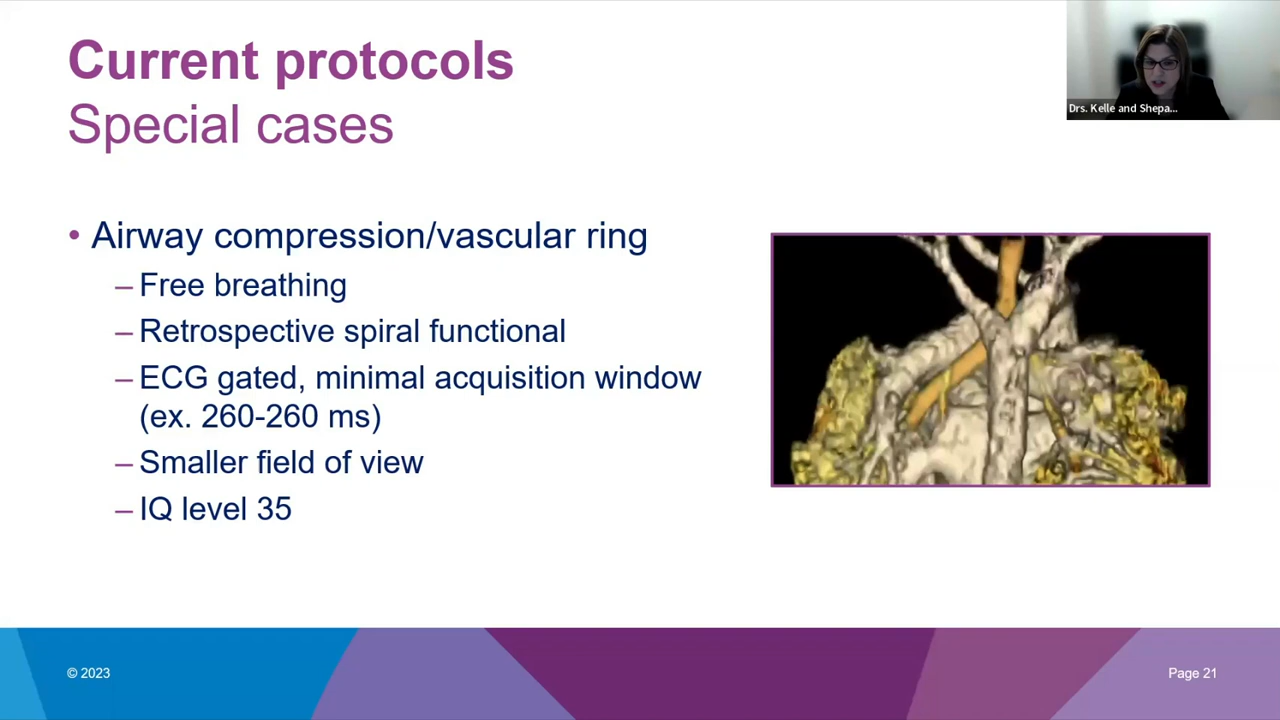 Current protocols
Special cases
Drs. Kelle and Shepa...
• Airway compression/vascular ring
– Free breathing
– Retrospective spiral functional
– ECG gated, minimal acquisition window
(ex. 260-260 ms)
– Smaller field of view
– IQ level 35
© 2023
Page 21